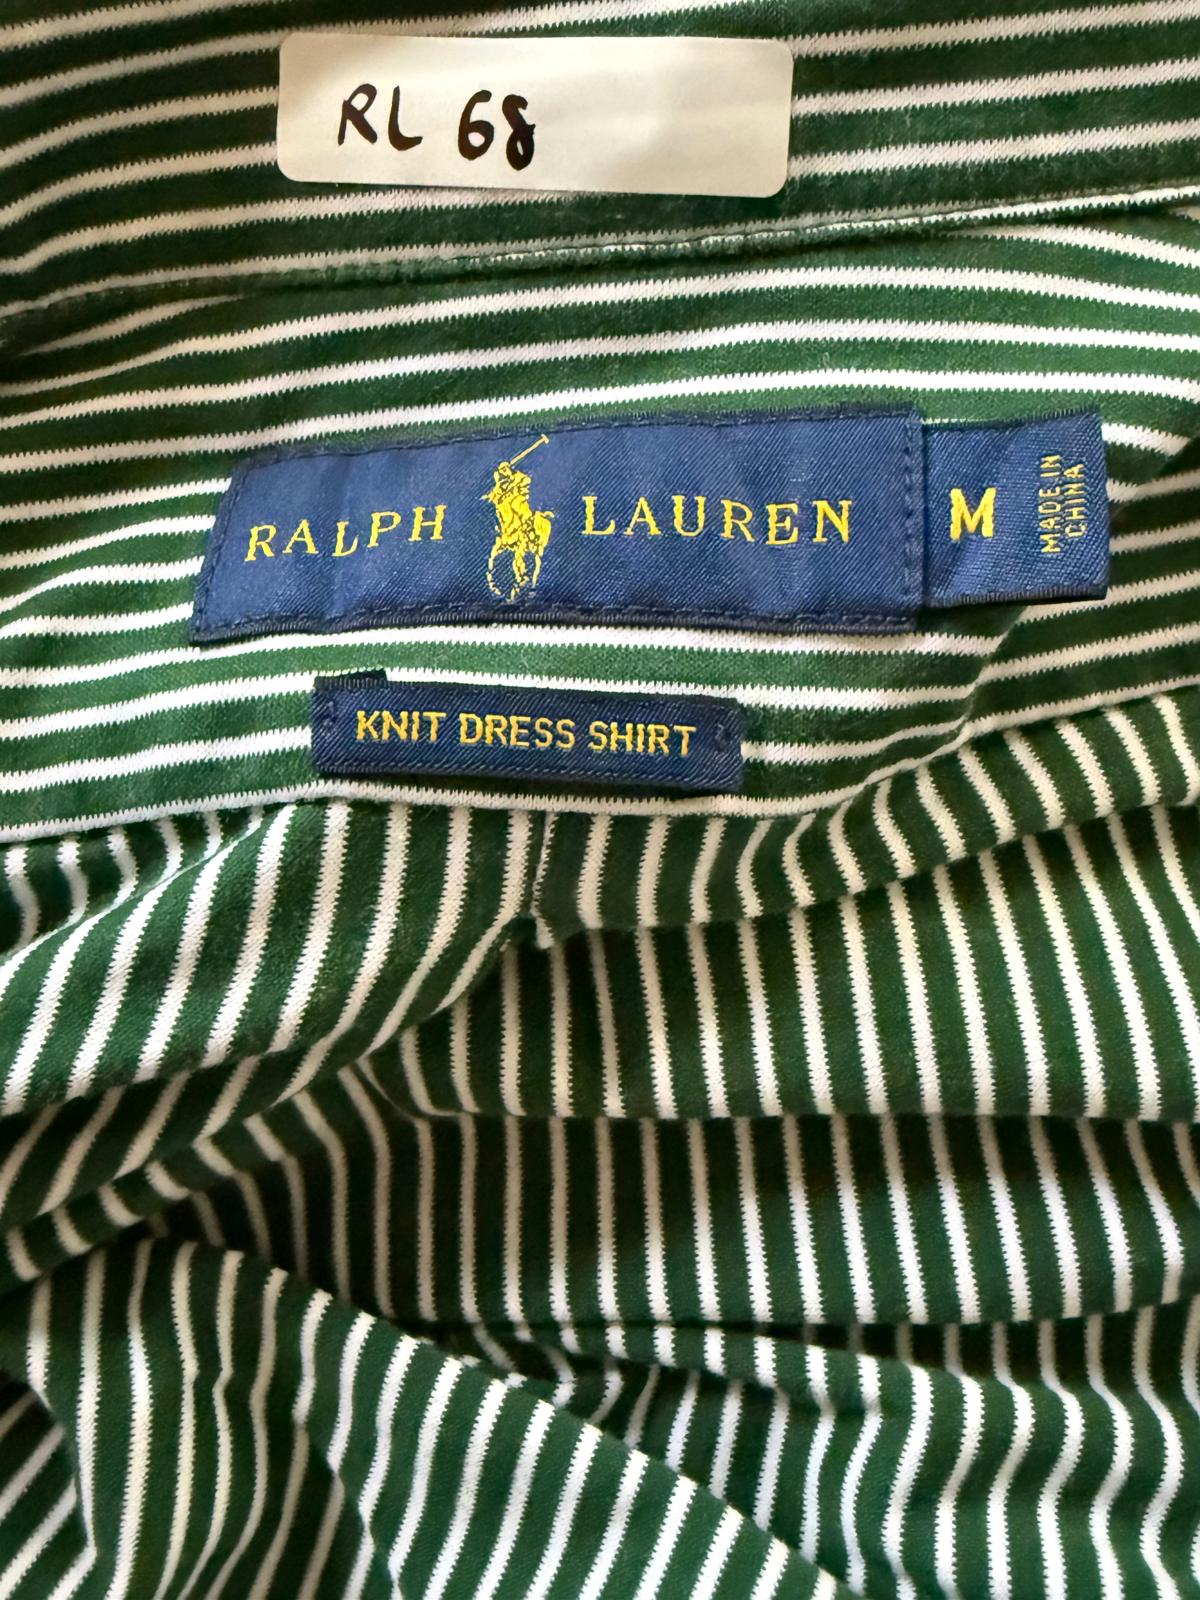 RL 68
RALPH LAUREN M MADE IN CHINA
KNIT DRESS SHIRT